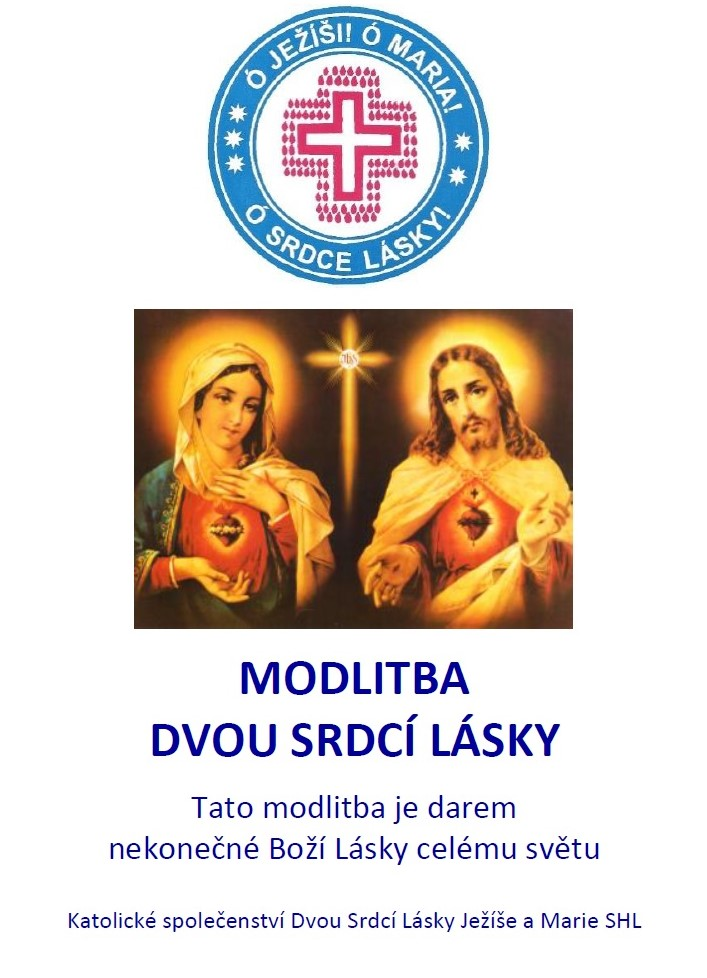 Ó JEŽÍŠI! Ó MARIA!
Ó SRDCE LÁSKY!
MODLITBA
DVOU SRDCÍ LÁSKY
Tato modlitba je darem
nekonečné Boží Lásky celému světu
Katolické společenství Dvou Srdcí Lásky Ježíše a Marie SHL